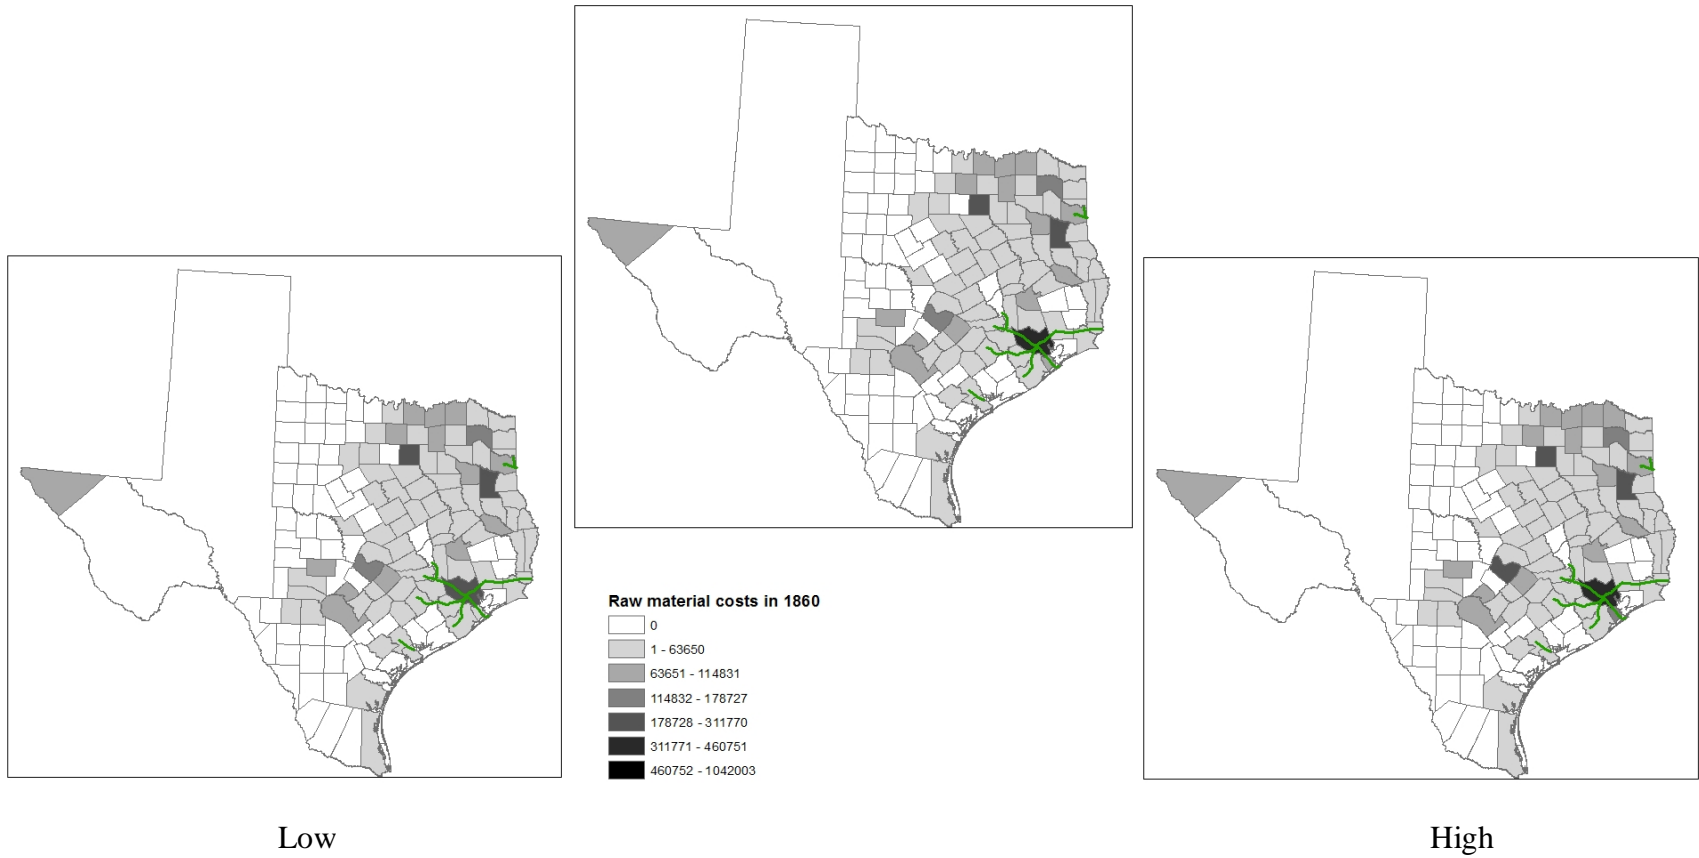 Raw material costs in 1860
0
1 - 63650
63651 - 114831
114832 - 178727
178728 - 311770
311771 - 460751
460752 - 1042003
Low
High